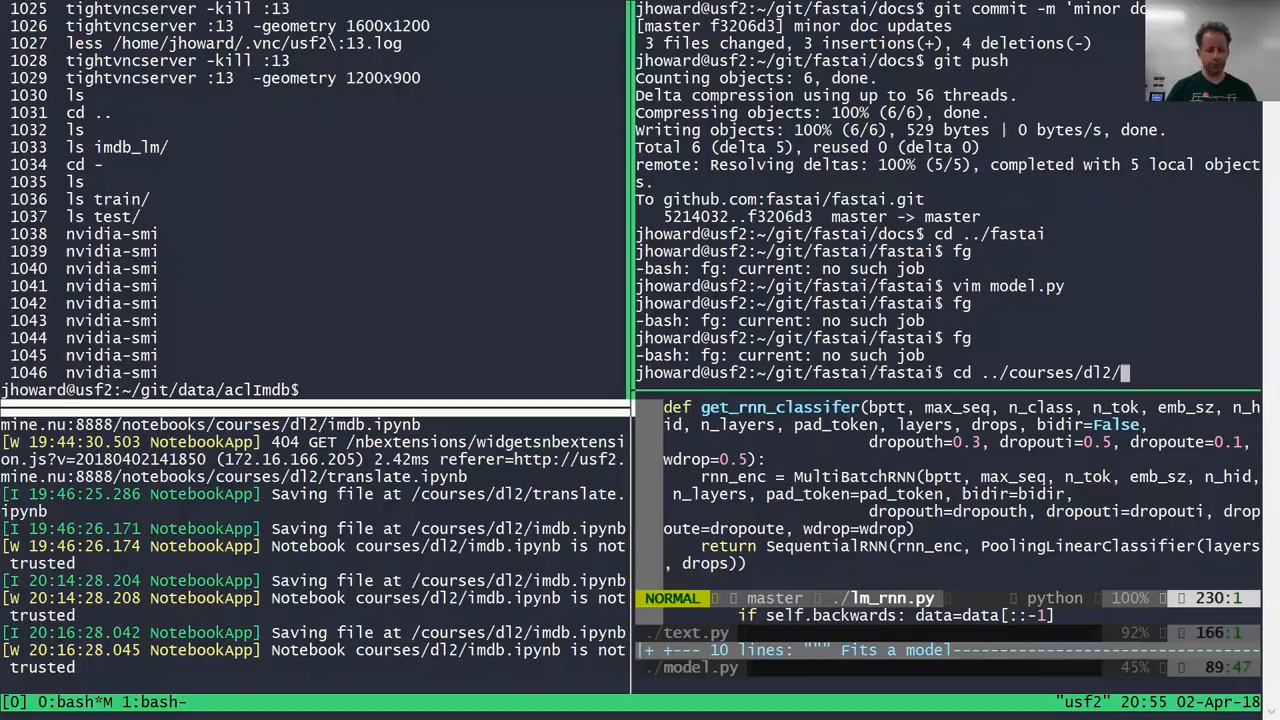 1025  tightvncserver -kill :13
1026  tightvncserver :13  -geometry 1600x1200
1027  less /home/jhoward/.vnc/usf2\:13.log
1028  tightvncserver -kill :13
1029  tightvncserver :13  -geometry 1200x900
1030  ls
1031  cd ..
1032  ls
1033  ls imdb_lm/
1034  cd -
1035  ls
1036  ls train/
1037  ls test/
1038  nvidia-smi
1039  nvidia-smi
1040  nvidia-smi
1041  nvidia-smi
1042  nvidia-smi
1043  nvidia-smi
1044  nvidia-smi
1045  nvidia-smi
1046  nvidia-smi
jhoward@usf2:~/git/data/aclImdb$
jhoward@usf2:~/git/fastai/docs$ git commit -m 'minor do
[master f3206d3] minor doc updates
3 files changed, 3 insertions(+), 4 deletions(-)
jhoward@usf2:~/git/fastai/docs$ git push
Counting objects: 6, done.
Delta compression using up to 56 threads.
Compressing objects: 100% (6/6), done.
Writing objects: 100% (6/6), 529 bytes | 0 bytes/s, done.
Total 6 (delta 5), reused 0 (delta 0)
remote: Resolving deltas: 100% (5/5), completed with 5 local object
s.
To github.com:fastai/fastai.git
5214032..f3206d3  master -> master
jhoward@usf2:~/git/fastai/docs$ cd ../fastai
jhoward@usf2:~/git/fastai/fastai$ fg
-bash: fg: current: no such job
jhoward@usf2:~/git/fastai/fastai$ vim model.py
jhoward@usf2:~/git/fastai/fastai$ fg
-bash: fg: current: no such job
jhoward@usf2:~/git/fastai/fastai$ fg
-bash: fg: current: no such job
jhoward@usf2:~/git/fastai/fastai$ cd ../courses/dl2/
mine.nu:8888/notebooks/courses/dl2/imdb.ipynb
[W 19:44:30.503 NotebookApp] 404 GET /nbextensions/widgetsnbextensi
on.js?v=20180402141850 (172.16.166.205) 2.42ms referer=http://usf2.
mine.nu:8888/notebooks/courses/dl2/translate.ipynb
[I 19:46:25.286 NotebookApp] Saving file at /courses/dl2/translate.
ipynb
[I 19:46:26.171 NotebookApp] Saving file at /courses/dl2/imdb.ipynb
[W 19:46:26.174 NotebookApp] Notebook courses/dl2/imdb.ipynb is not
trusted
[I 20:14:28.204 NotebookApp] Saving file at /courses/dl2/imdb.ipynb
[W 20:14:28.208 NotebookApp] Notebook courses/dl2/imdb.ipynb is not
trusted
[I 20:16:28.042 NotebookApp] Saving file at /courses/dl2/imdb.ipynb
[W 20:16:28.045 NotebookApp] Notebook courses/dl2/imdb.ipynb is not
trusted
def get_rnn_classifer(bptt, max_seq, n_class, n_tok, emb_sz, n_h
id, n_layers, pad_token, layers, drops, bidir=False,
dropouth=0.3, dropouti=0.5, dropoute=0.1,
wdrop=0.5):
rnn_enc = MultiBatchRNN(bptt, max_seq, n_tok, emb_sz, n_hid,
n_layers, pad_token=pad_token, bidir=bidir,
dropouth=dropouth, dropouti=dropouti, drop
oute=dropoute, wdrop=wdrop)
return SequentialRNN(rnn_enc, PoolingLinearClassifier(layers
, drops))
NORMAL master ./lm_rnn.py python 100% 230:1
if self.backwards: data=data[::-1]
./text.py 92% 166:1
|+ +--- 10 lines: """ Fits a model----------------------------------
./model.py 45% 89:47
[0] 0:bash*M 1:bash- "usf2" 20:55 02-Apr-18